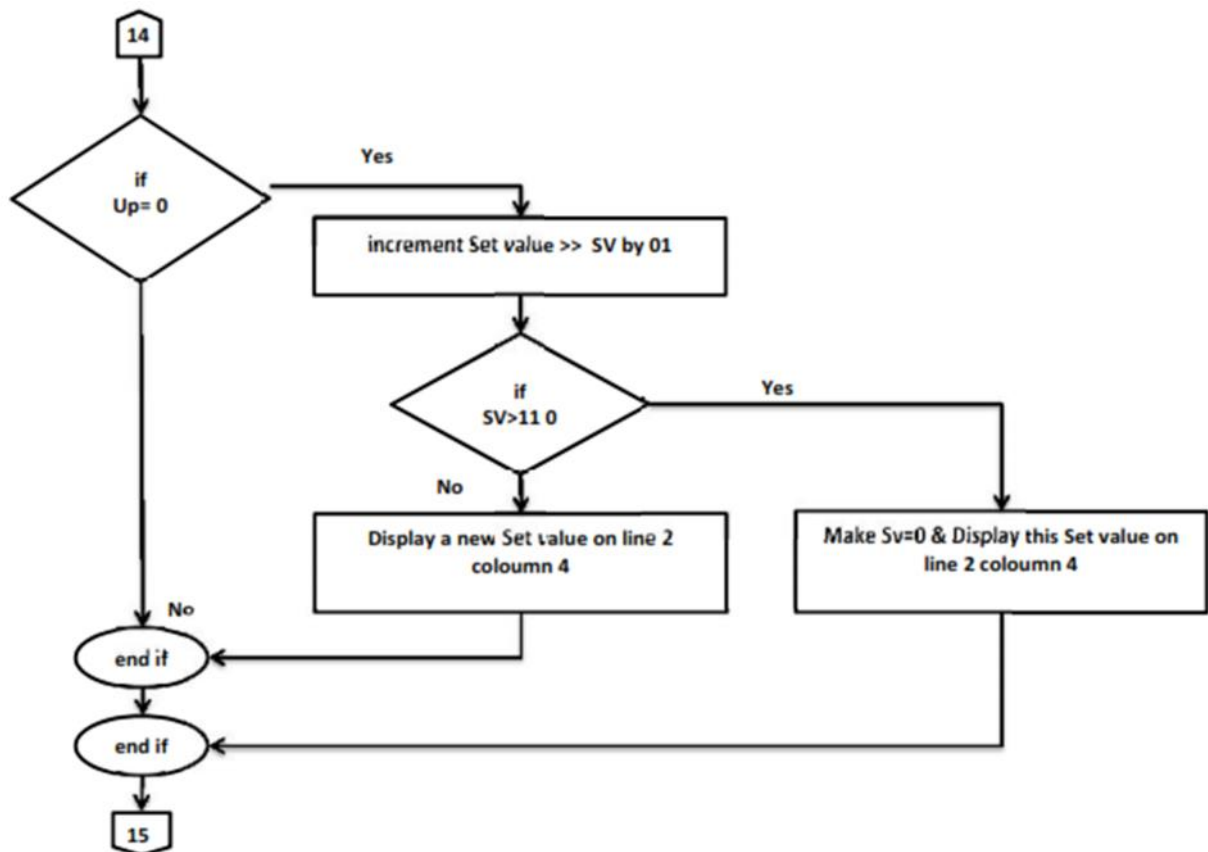 14
if
Up= 0
Yes
increment Set value >> SV by 01
if
SV>11 0
Yes
No
Display a new Set value on line 2
coloumn 4
Make Sv=0 & Display this Set value on
line 2 coloumn 4
No
end if
end if
15